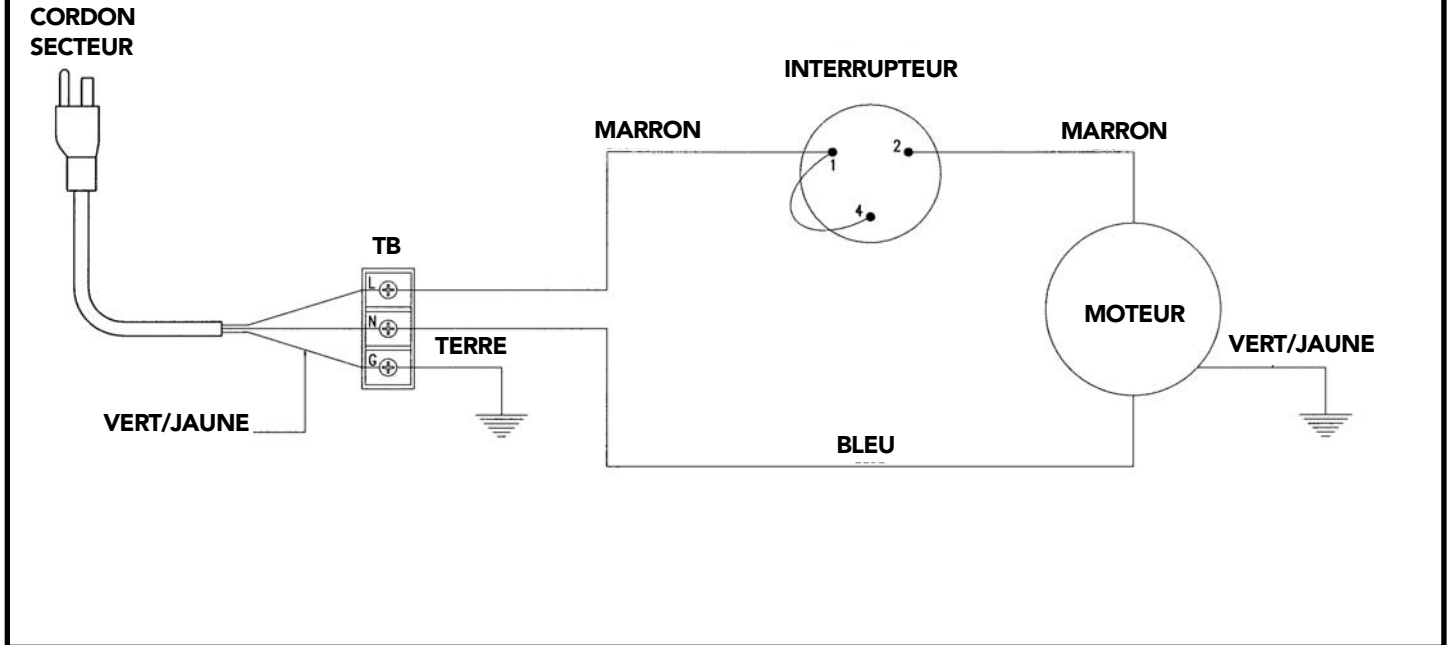 CORDON
SECTEUR
INTERRUPTEUR
MARRON
MARRON
1
2
4
TB
L
N
G
TERRE
MOTEUR
VERT/JAUNE
VERT/JAUNE
BLEU